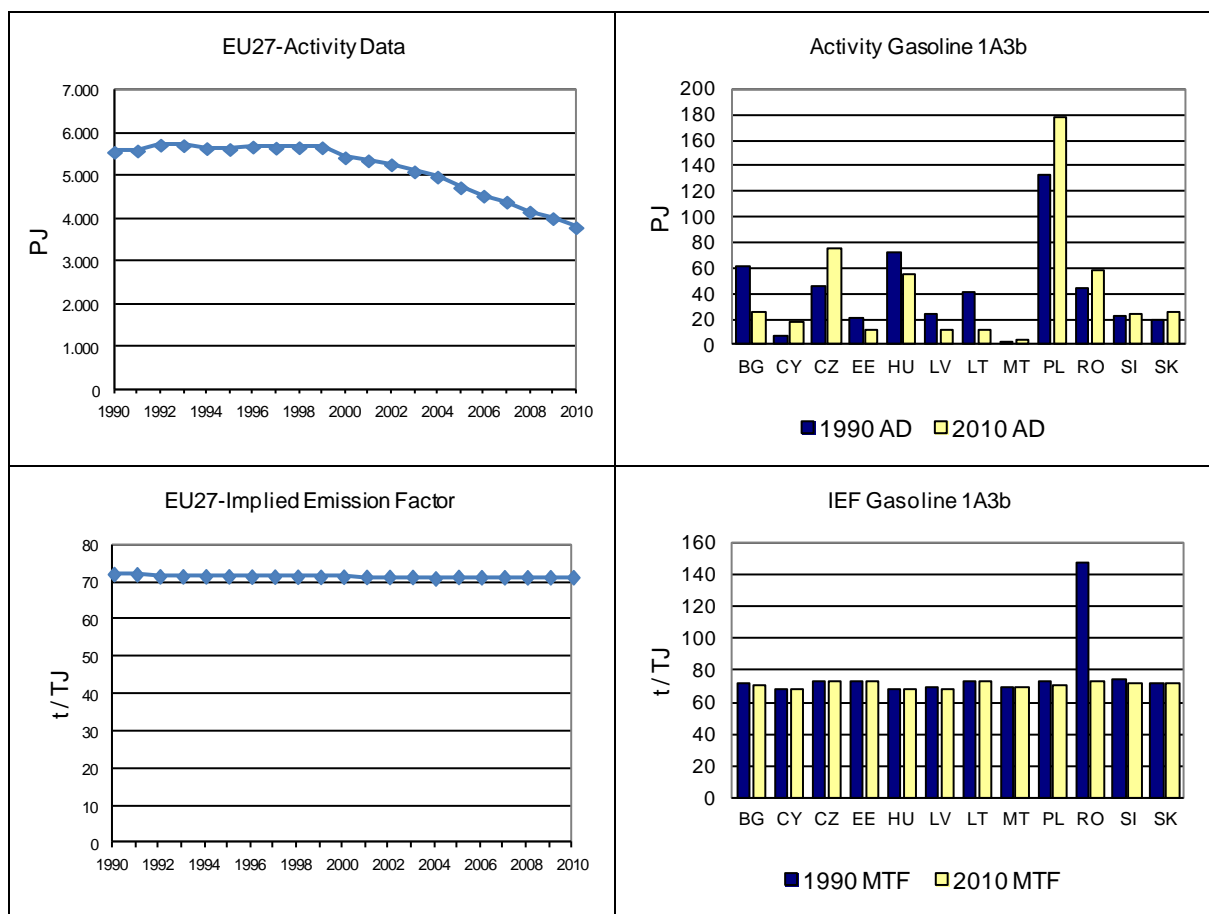 EU27-Activity Data
7.000
6.000
5.000
4.000
3.000
2.000
1.000
0
PJ
1990 1992 1994 1996 1998 2000 2002 2004 2006 2008 2010
Activity Gasoline 1A3b
200
180
160
140
120
100
80
60
40
20
0
PJ
BG CY CZ EE HU LV LT MT PL RO SI SK
1990 AD 2010 AD
EU27-Implied Emission Factor
80
70
60
50
40
30
20
10
0
t / TJ
1990 1992 1994 1996 1998 2000 2002 2004 2006 2008 2010
IEF Gasoline 1A3b
160
140
120
100
80
60
40
20
0
t / TJ
BG CY CZ EE HU LV LT MT PL RO SI SK
1990 MTF 2010 MTF